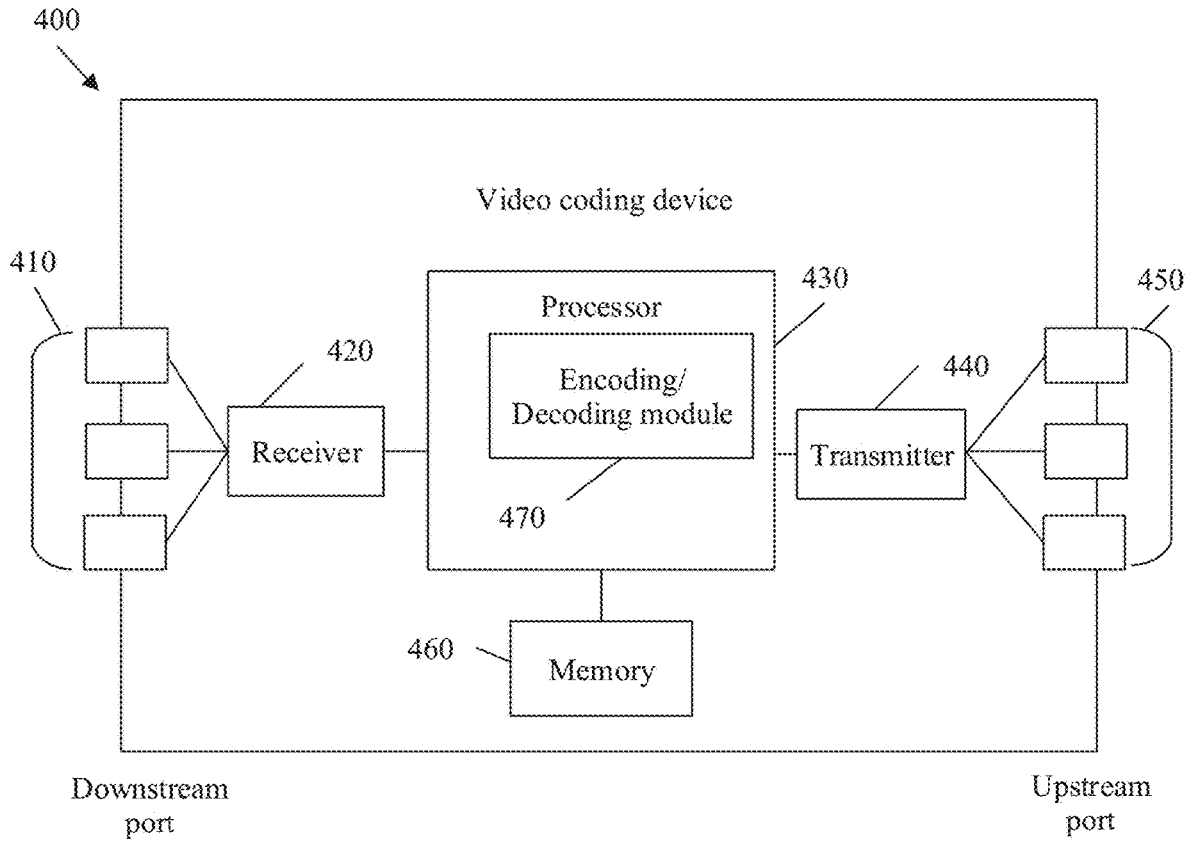 400
Video coding device
410
430
450
Processor
420
440
Encoding/
Decoding module
Receiver
Transmitter
470
460
Memory
Downstream
port
Upstream
port